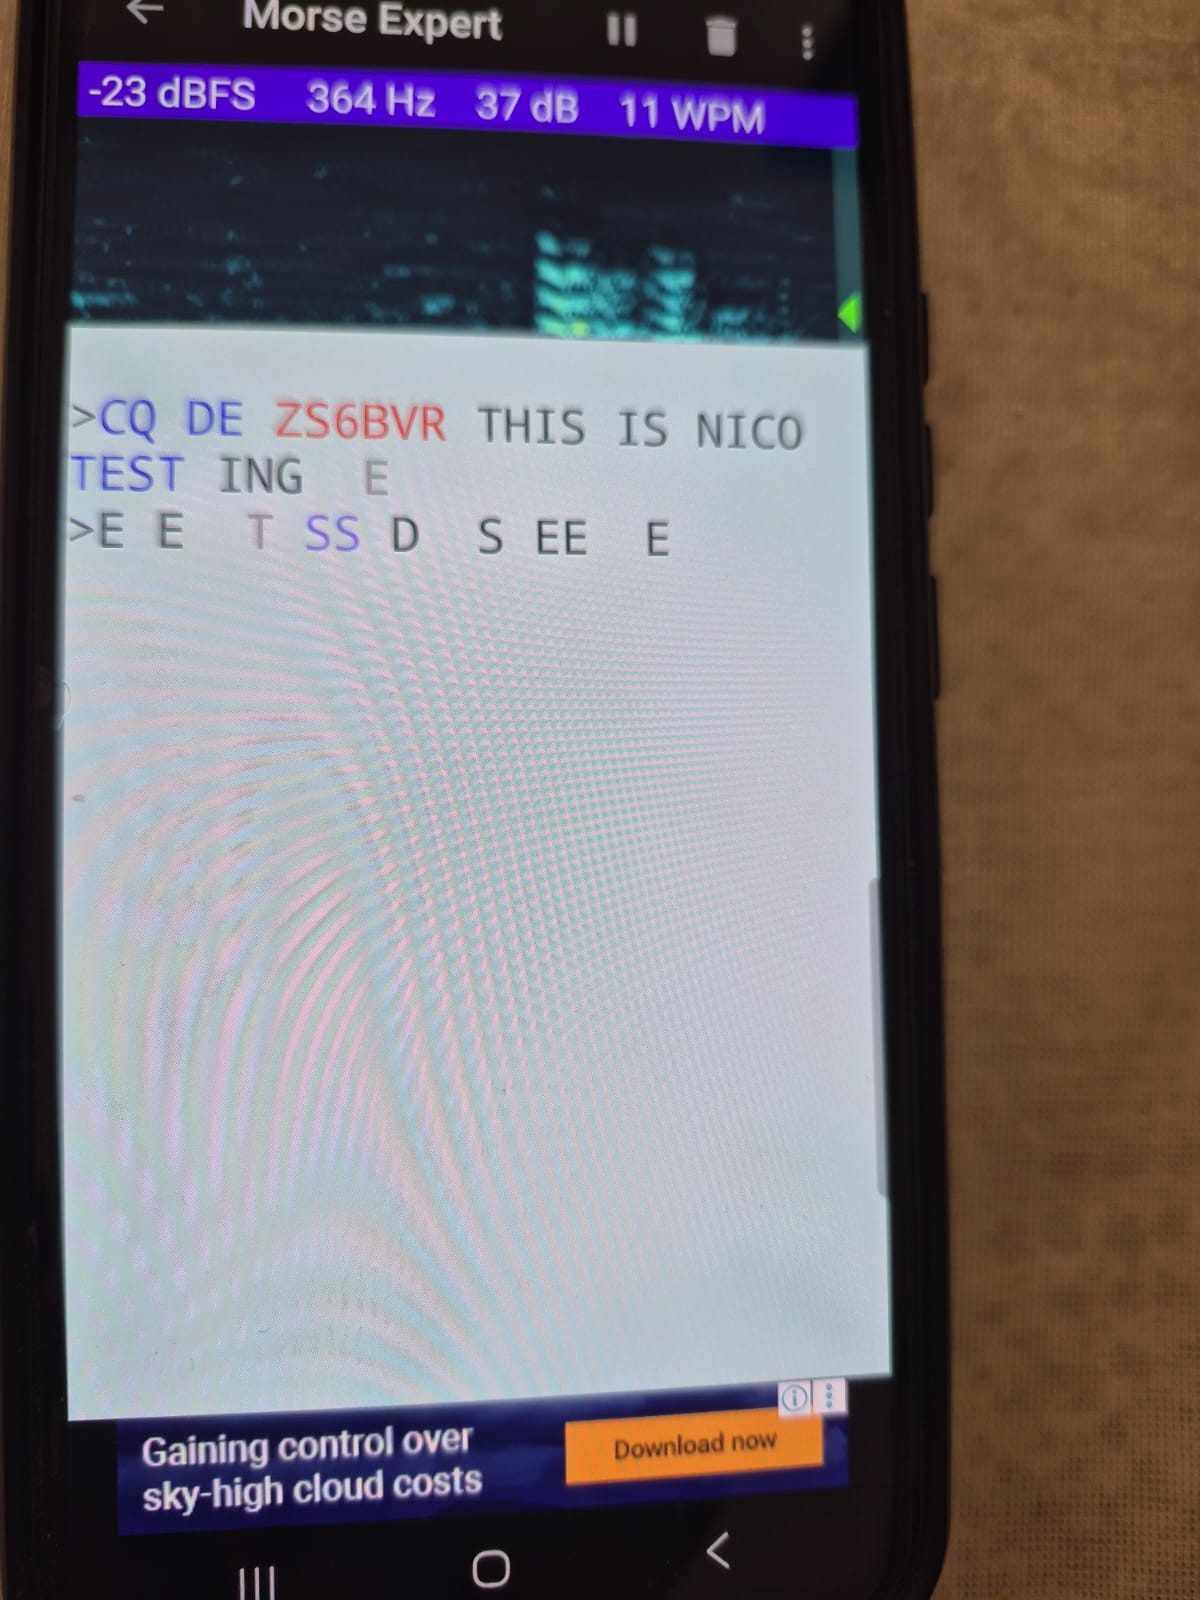 Morse Expert
-23 dBFS 364 Hz 37 dB 11 WPM
>CQ DE ZS6BVR THIS IS NICO
TEST ING E
>E E T SS D S EE E
Gaining control over
sky-high cloud costs
Download now